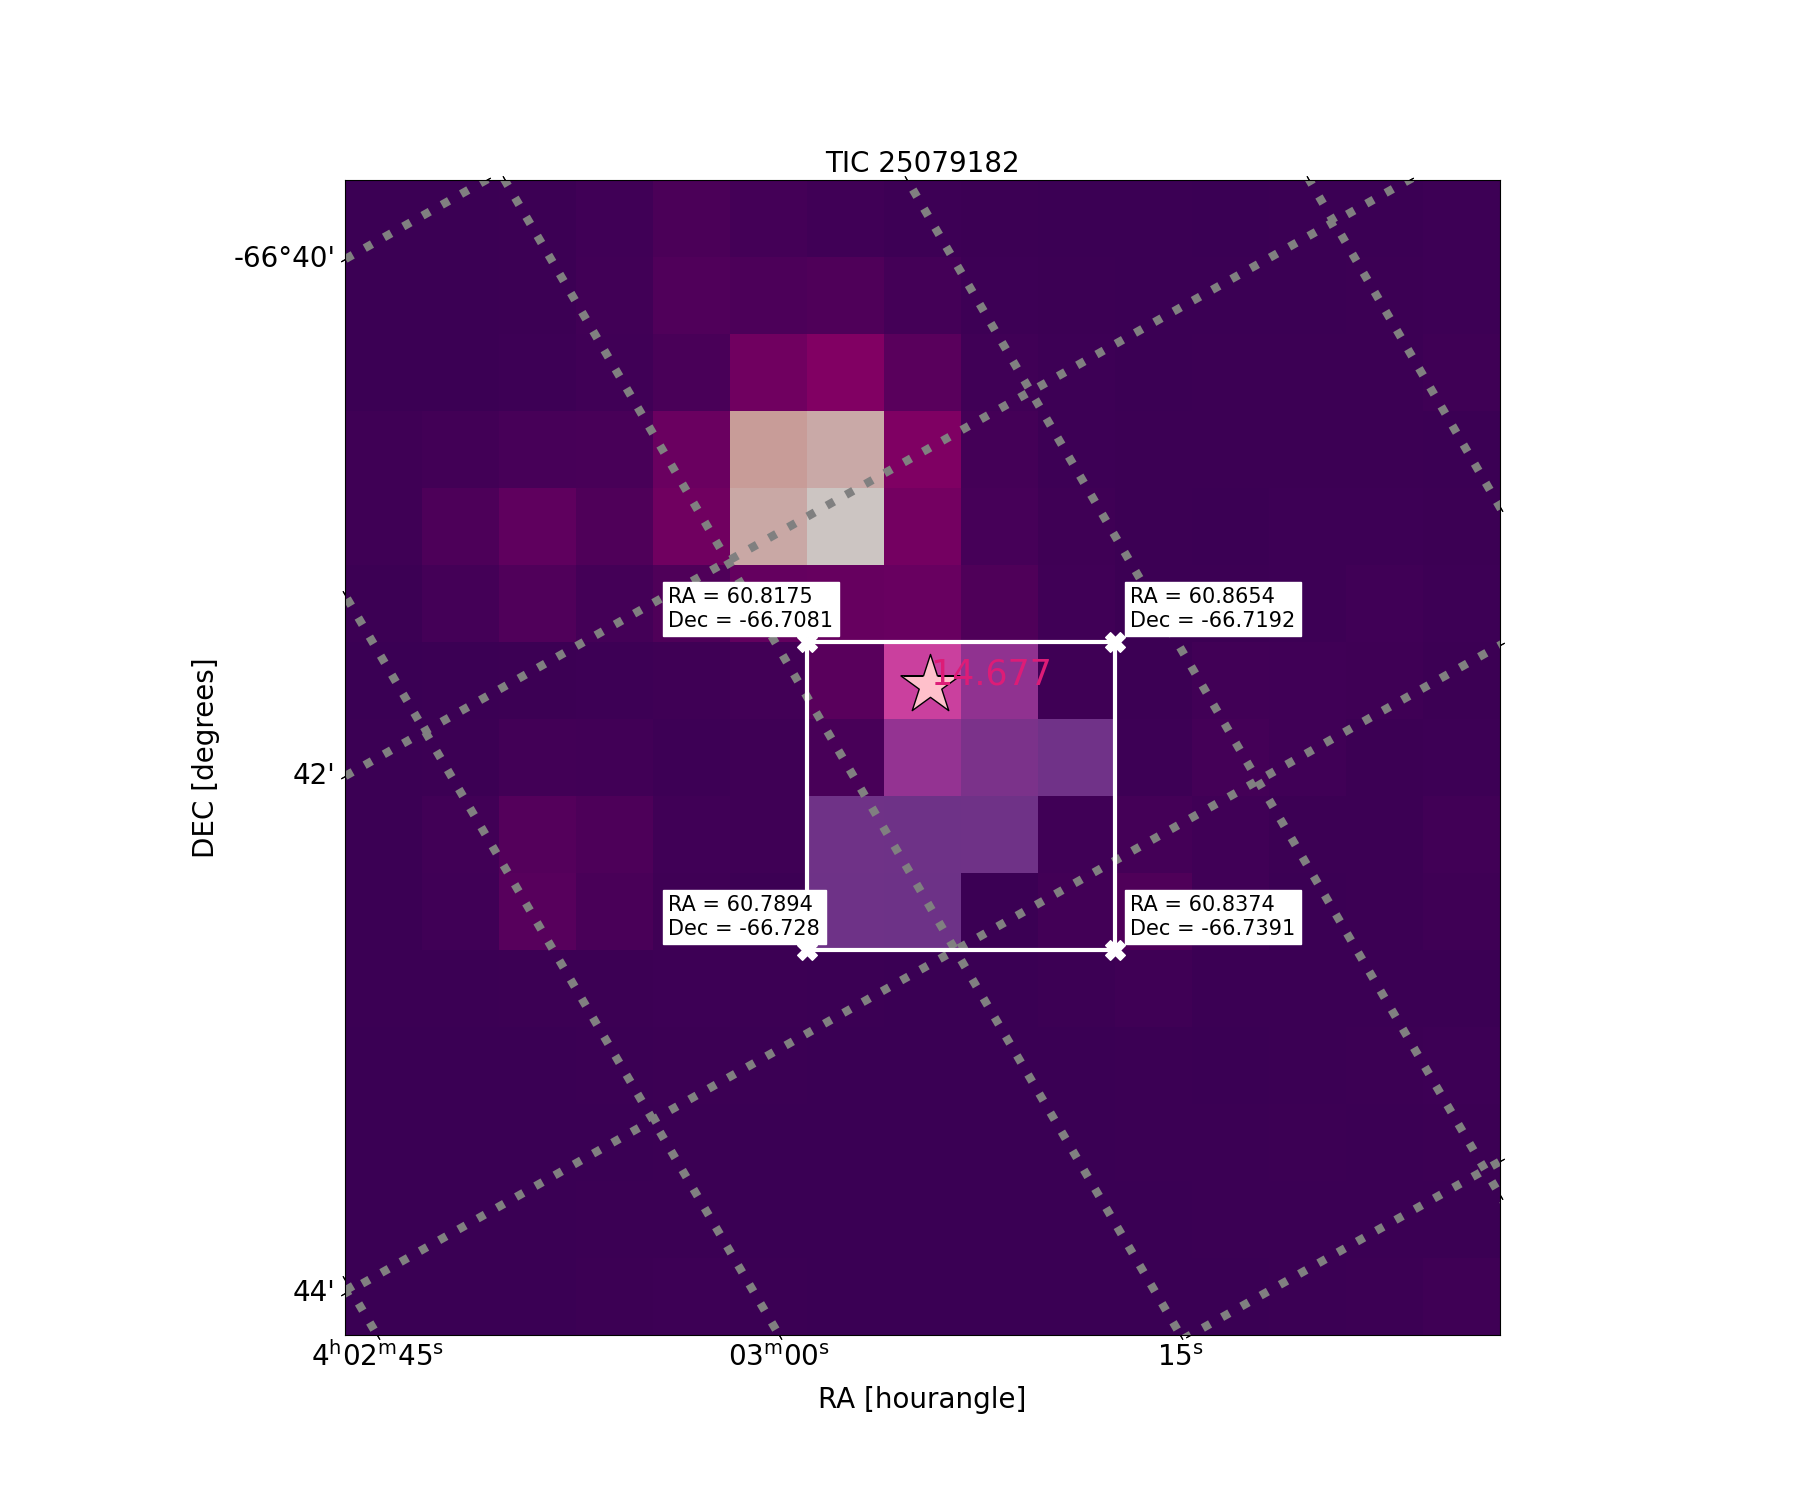 TIC 25079182
-66°40'
RA = 60.8175
Dec = -66.7081
RA = 60.8654
Dec = -66.7192
14.677
DEC [degrees]
42'
RA = 60.7894
Dec = -66.728
RA = 60.8374
Dec = -66.7391
44'
4ʰ02ᵐ45ˢ
03ᵐ00ˢ
15ˢ
RA [hourangle]